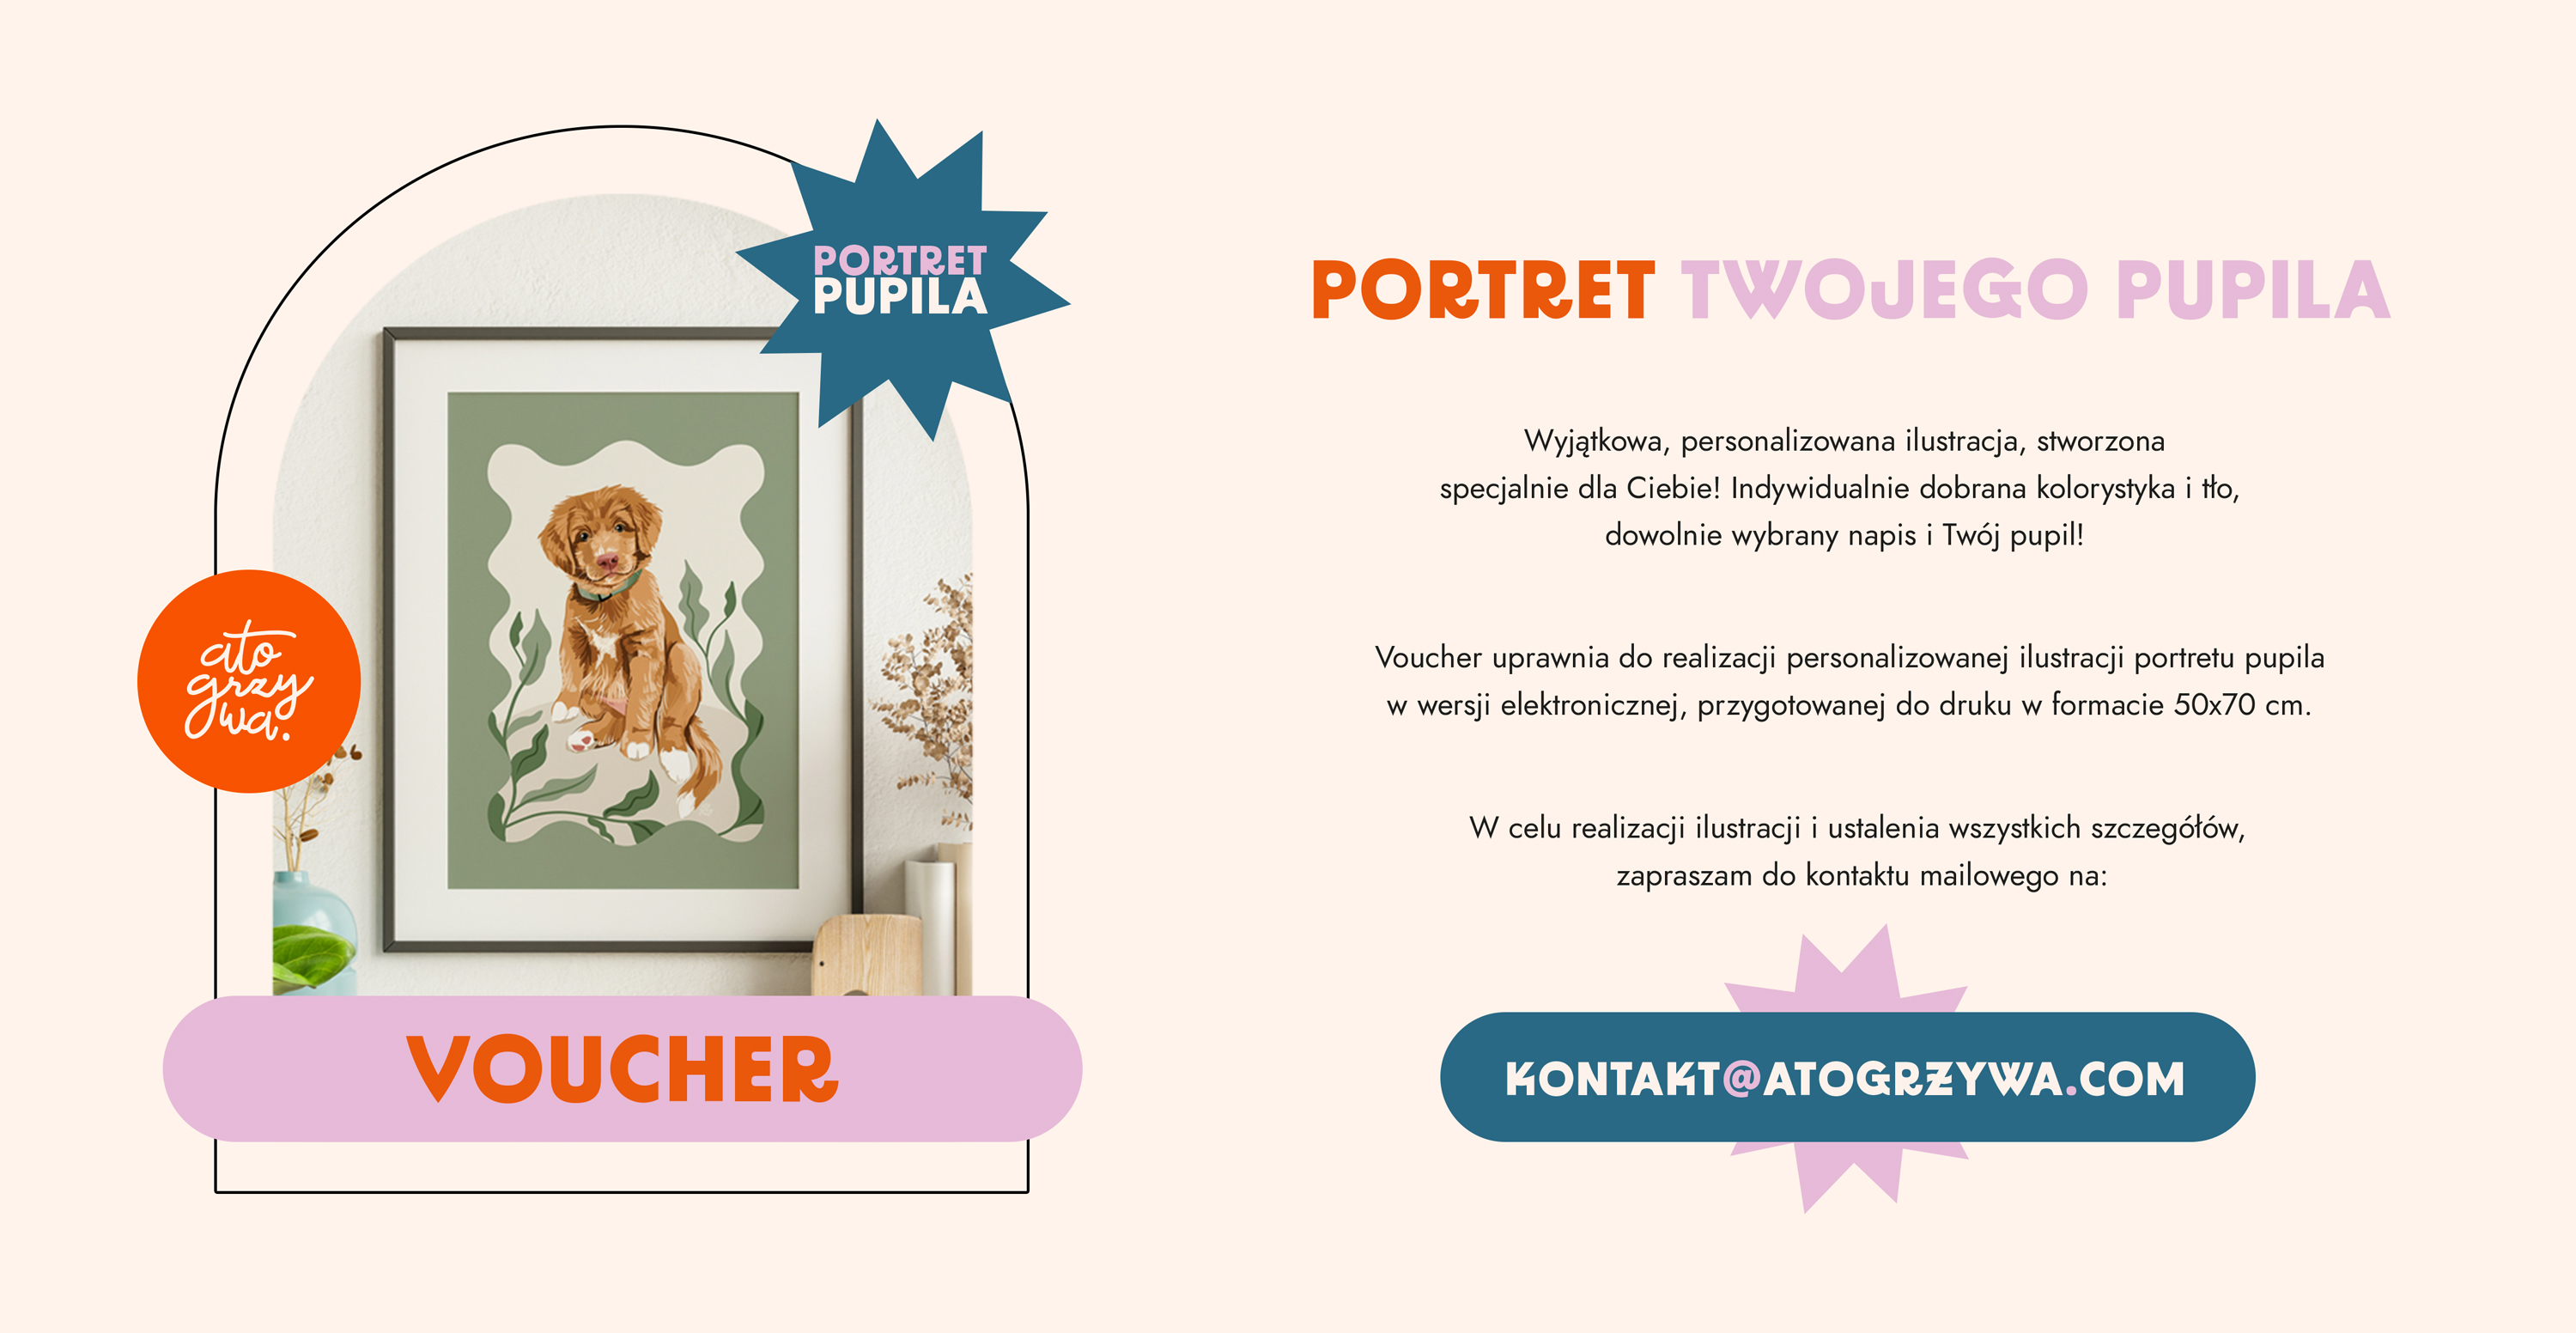 PORTRET
PUPILA
ato
grzy
wa.
VOUCHER
PORTRET TWOJEGO PUPILA
Wyjątkowa, personalizowana ilustracja, stworzona
specjalnie dla Ciebie! Indywidualnie dobrana kolorystyka i tło,
dowolnie wybrany napis i Twój pupil!
Voucher uprawnia do realizacji personalizowanej ilustracji portretu pupila
w wersji elektronicznej, przygotowanej do druku w formacie 50x70 cm.
W celu realizacji ilustracji i ustalenia wszystkich szczegółów,
zapraszam do kontaktu mailowego na:
KONTAKT@ATOGRZYWA.COM